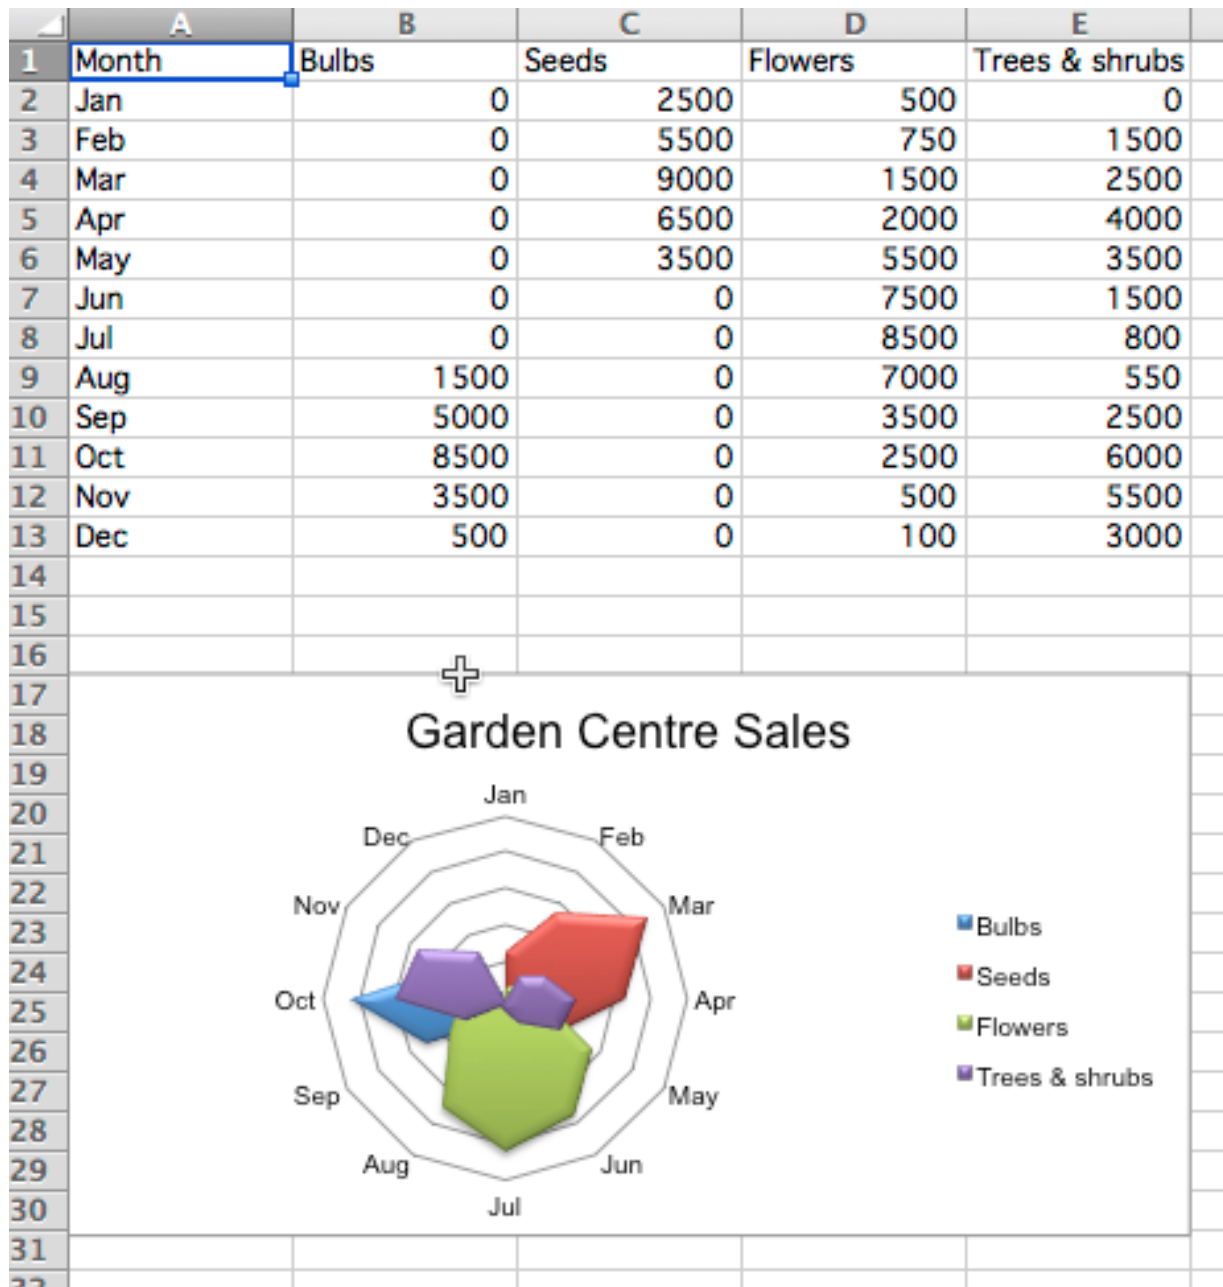 A B C D E
1 Month Bulbs Seeds Flowers Trees & shrubs
2 Jan 0 2500 500 0
3 Feb 0 5500 750 1500
4 Mar 0 9000 1500 2500
5 Apr 0 6500 2000 4000
6 May 0 3500 5500 3500
7 Jun 0 0 7500 1500
8 Jul 0 0 8500 800
9 Aug 1500 0 7000 550
10 Sep 5000 0 3500 2500
11 Oct 8500 0 2500 6000
12 Nov 3500 0 500 5500
13 Dec 500 0 100 3000
14
15
16
17
18 Garden Centre Sales
19
20 Jan
21 Dec Feb
22 Nov Mar
23 Bulbs
24 Seeds
25 Oct Apr
26 Flowers
27 Sep May Trees & shrubs
28
29 Aug Jun
30 Jul
31